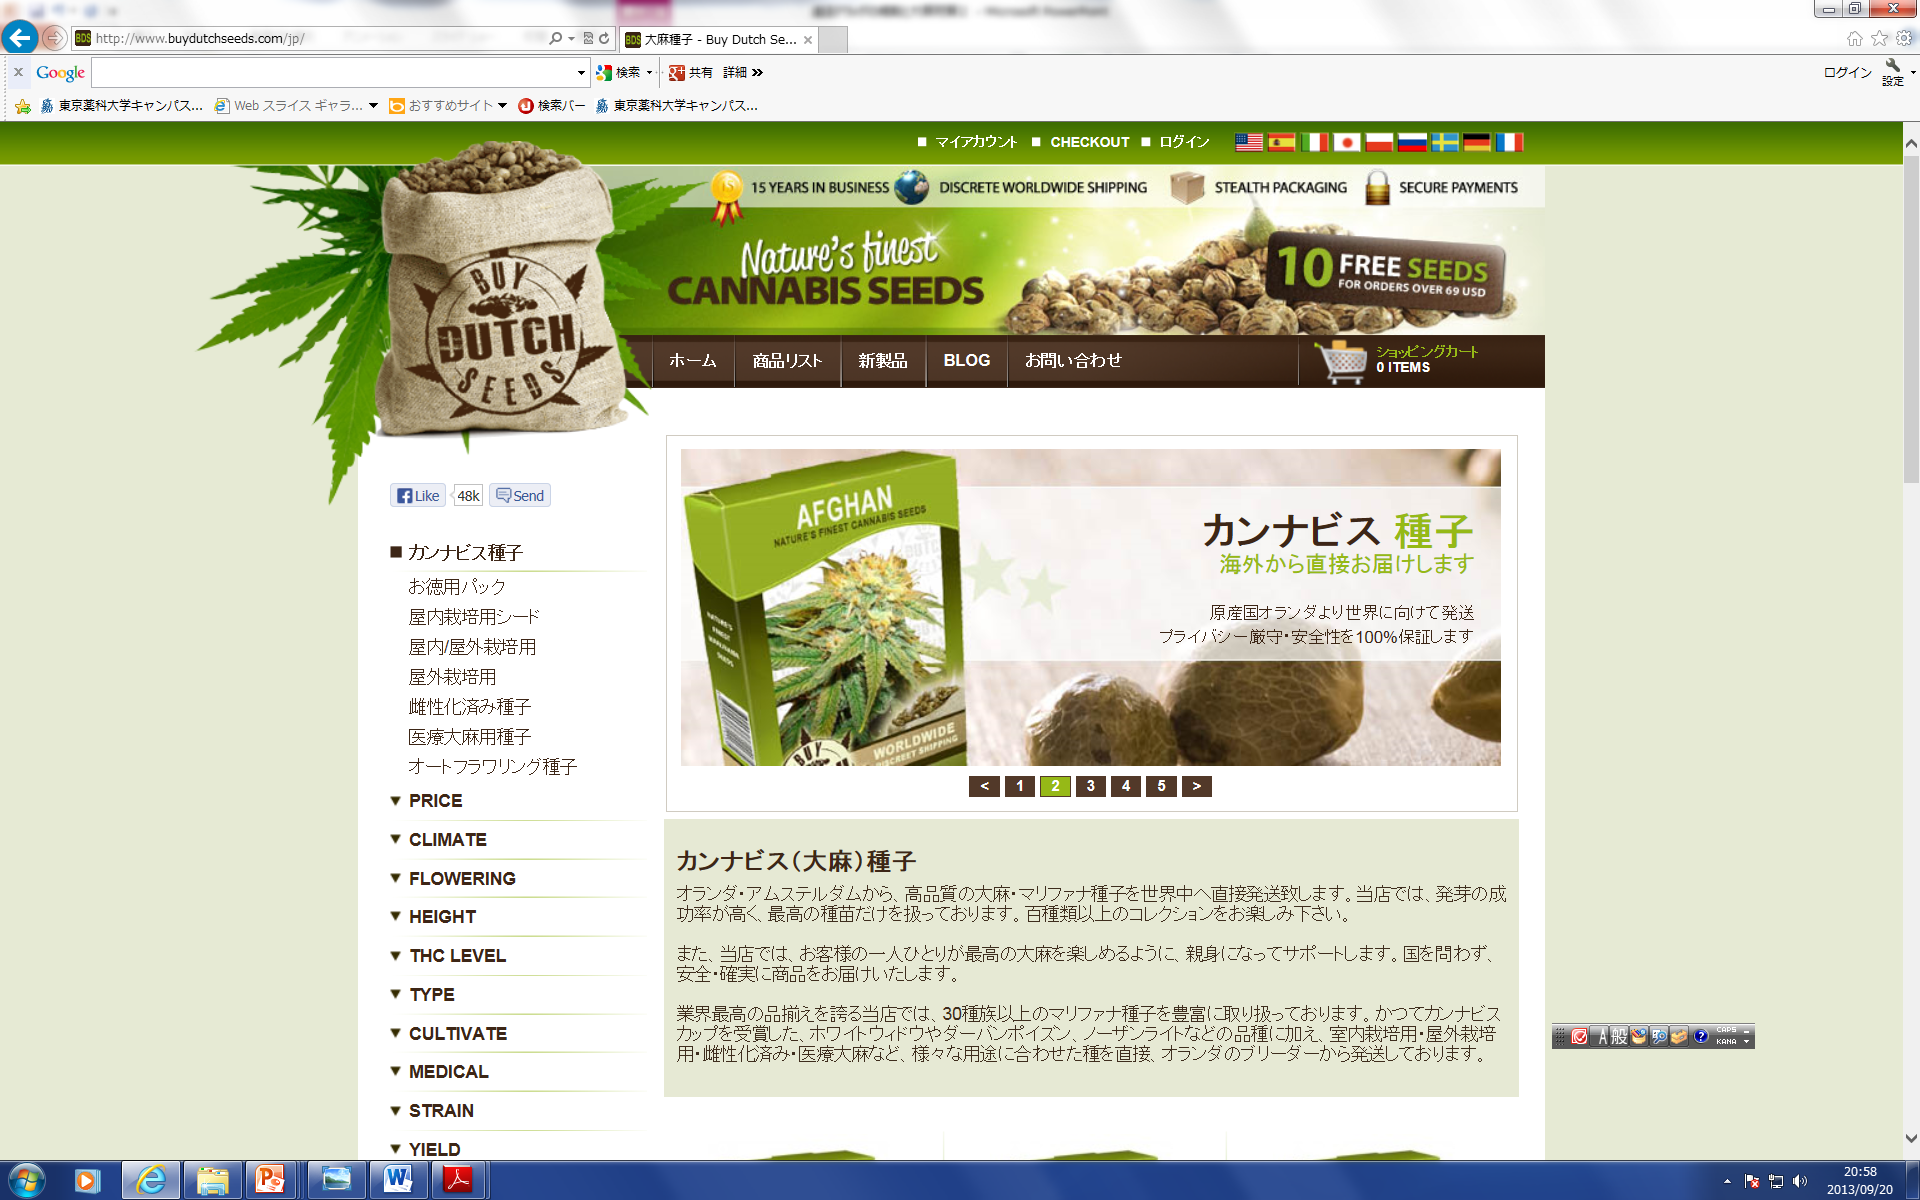 http://www.buydutchseeds.com/jp/
大麻種子 - Buy Dutch Se...
Google
検索
共有
詳細
ログイン
設定
東京薬科大学キャンパス...
Web スライス ギャラ...
おすすめサイト
検索バー
東京薬科大学キャンパス...
マイアカウント
CHECKOUT
ログイン
15 YEARS IN BUSINESS
DISCRETE WORLDWIDE SHIPPING
STEALTH PACKAGING
SECURE PAYMENTS
Nature's finest
CANNABIS SEEDS
10 FREE SEEDS
FOR ORDERS OVER 69 USD
BUY
DUTCH
SEEDS
ホーム
商品リスト
新製品
BLOG
お問い合わせ
ショッピングカート
0 ITEMS
Like
48k
Send
カンナビス種子
お徳用パック
屋内栽培用シード
屋内/屋外栽培用
屋外栽培用
雌性化済み種子
医療大麻用種子
オートフラワリング種子
PRICE
CLIMATE
FLOWERING
HEIGHT
THC LEVEL
TYPE
CULTIVATE
MEDICAL
STRAIN
YIELD
AFGHAN
NATURE'S FINEST CANNABIS SEEDS
NATURE'S
FINEST
MARIJUANA
SEEDS
BUY
WORLDWIDE
DISCREET SHIPPING
カンナビス 種子
海外から直接お届けします
原産国オランダより世界に向けて発送
プライバシー厳守・安全性を100%保証します
< 1 2 3 4 5 >
カンナビス（大麻）種子
オランダ・アムステルダムから、高品質の大麻・マリファナ種子を世界中へ直接発送致します。当店では、発芽の成
功率が高く、最高の種苗だけを扱っております。百種類以上のコレクションをお楽しみ下さい。
また、当店では、お客様の一人ひとりが最高の大麻を楽しめるように、親身になってサポートします。国を問わず、
安全・確実に商品をお届けいたします。
業界最高の品揃えを誇る当店では、30種族以上のマリファナ種子を豊富に取り扱っております。かつてカンナビス
カップを受賞した、ホワイトウィドウやダーバンポイズン、ノーザンライトなどの品種に加え、室内栽培用・屋外栽培
用・雌性化済み・医療大麻など、様々な用途に合わせた種を直接、オランダのブリーダーから発送しております。
A 般
CAPS
KANA
20:58
2013/09/20